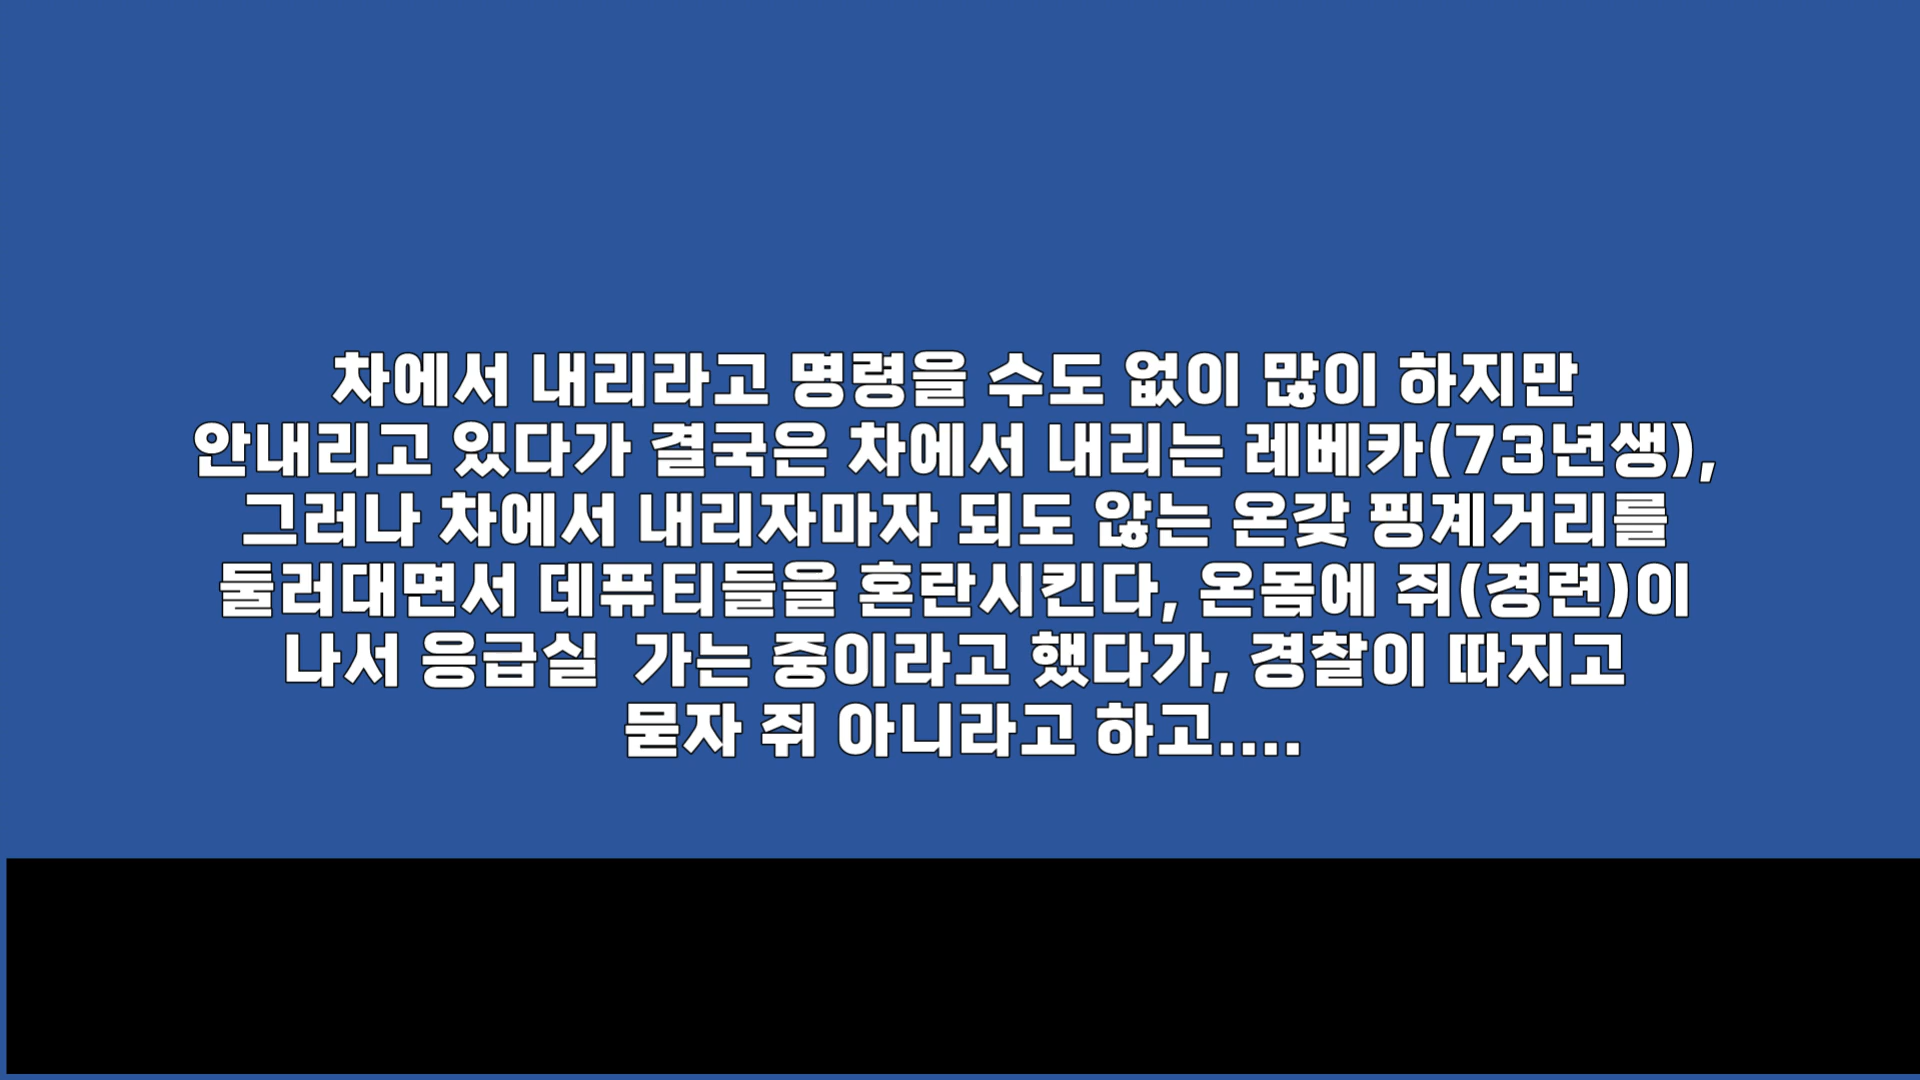 차에서 내리라고 명령을 수도 없이 많이 하지만
안내리고 있다가 결국은 차에서 내리는 레베카(73년생),
그러나 차에서 내리자마자 되도 않는 온갖 핑계거리를
둘러대면서 데퓨티들을 혼란시킨다, 온몸에 쥐(경련)이
나서 응급실  가는 중이라고 했다가, 경찰이 따지고
묻자 쥐 아니라고 하고....